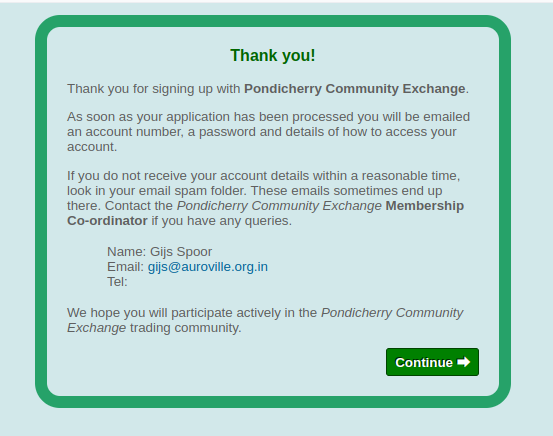 Thank you!
Thank you for signing up with Pondicherry Community Exchange.
As soon as your application has been processed you will be emailed
an account number, a password and details of how to access your
account.
If you do not receive your account details within a reasonable time,
look in your email spam folder. These emails sometimes end up
there. Contact the Pondicherry Community Exchange Membership
Co-ordinator if you have any queries.
Name: Gijs Spoor
Email: gijs@auroville.org.in
Tel:
We hope you will participate actively in the Pondicherry Community
Exchange trading community.
Continue